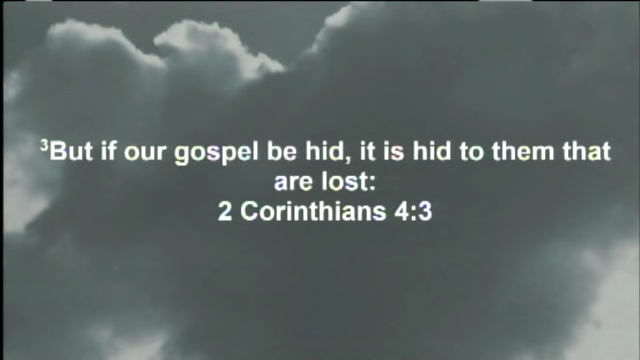 ³But if our gospel be hid, it is hid to them that
are lost:
2 Corinthians 4:3